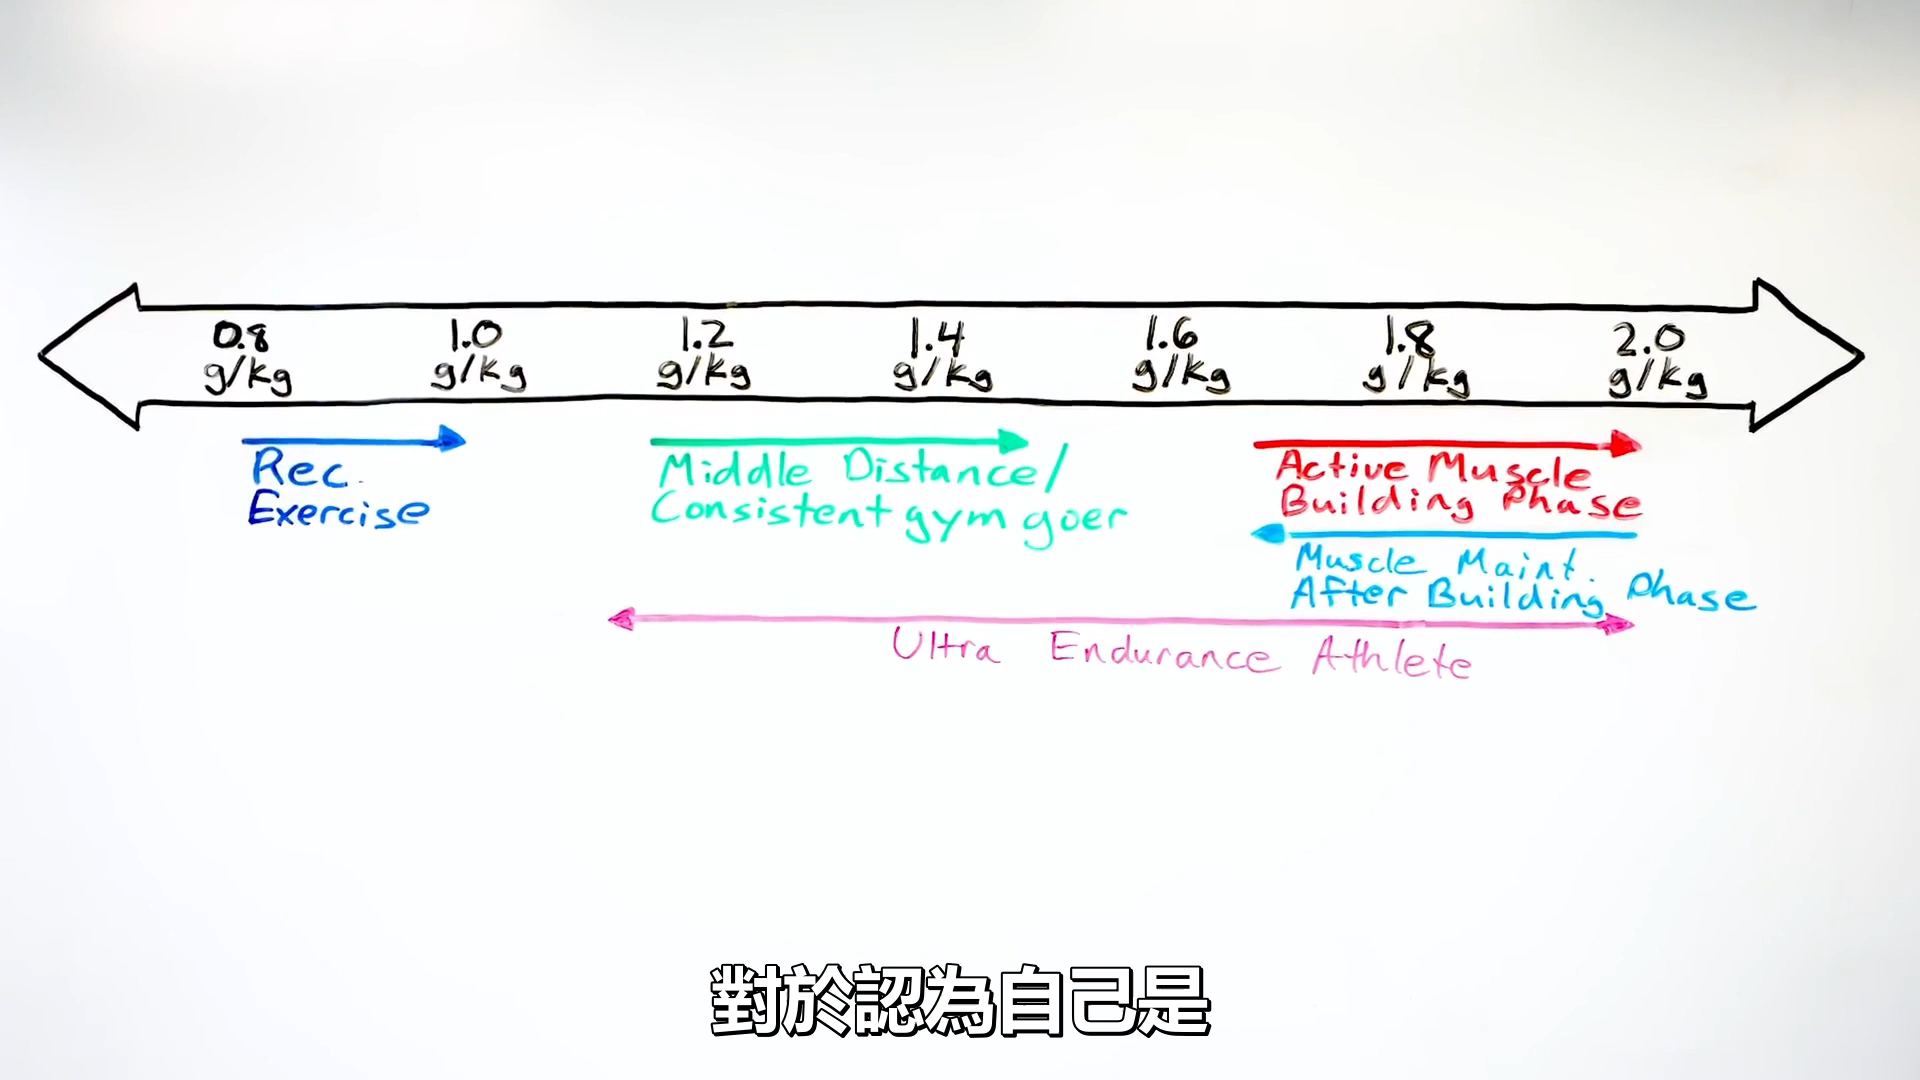 0.8 1.0 1.2 1.4 1.6 1.8 2.0
g/kg g/kg g/kg g/kg g/kg g/kg g/kg
Rec.
Exercise
Middle Distance/
Consistent gym goer
Active Muscle
Building Phase
Muscle Maint.
After Building Phase
Ultra Endurance Athlete
對於認為自己是